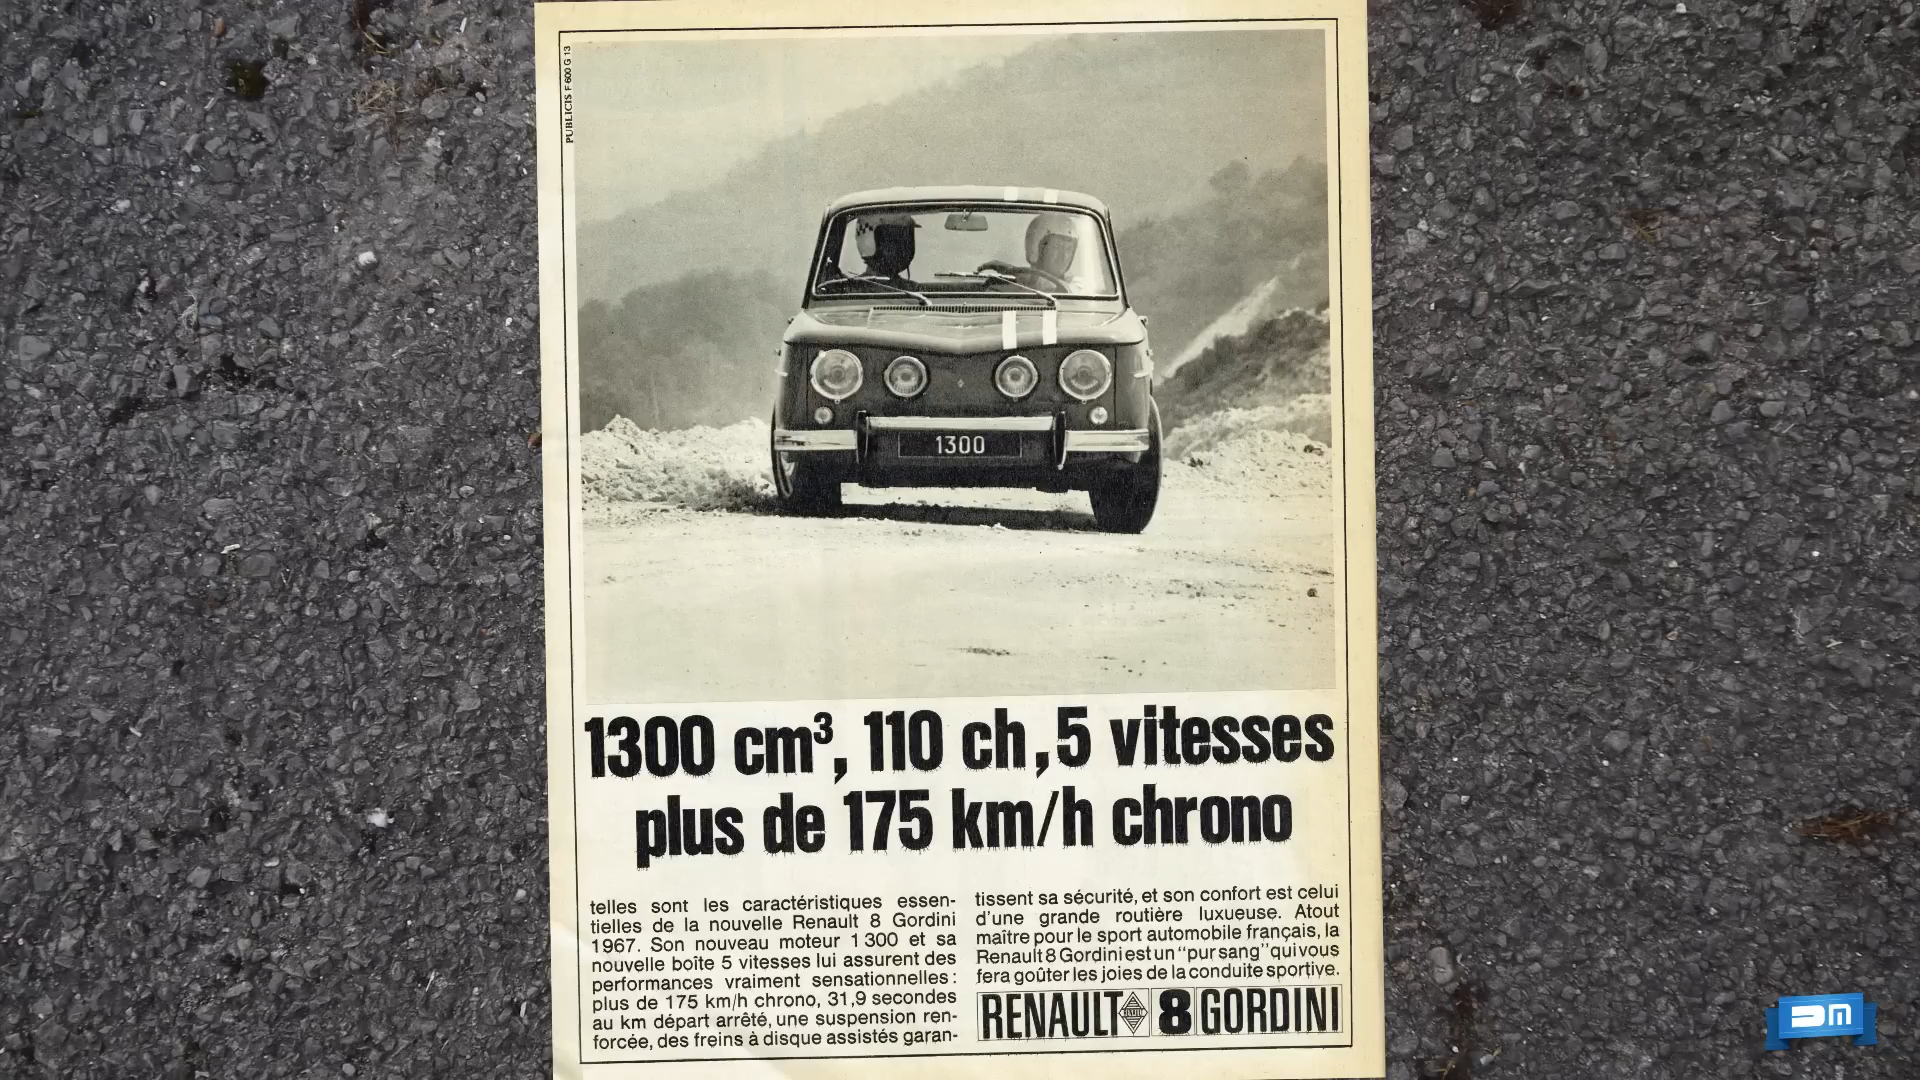 PUBLICIS F 600 G 13
1300
1300 cm³, 110 ch, 5 vitesses
plus de 175 km/h chrono
telles sont les caractéristiques essen-
tielles de la nouvelle Renault 8 Gordini
1967. Son nouveau moteur 1 300 et sa
nouvelle boîte 5 vitesses lui assurent des
performances vraiment sensationnelles :
plus de 175 km/h chrono, 31,9 secondes
au km départ arrêté, une suspension ren-
forcée, des freins à disque assistés garan-
tissent sa sécurité, et son confort est celui
d'une grande routière luxueuse. Atout
maître pour le sport automobile français, la
Renault 8 Gordini est un "pur sang" qui vous
fera goûter les joies de la conduite sportive.
RENAULT 8 GORDINI
DM